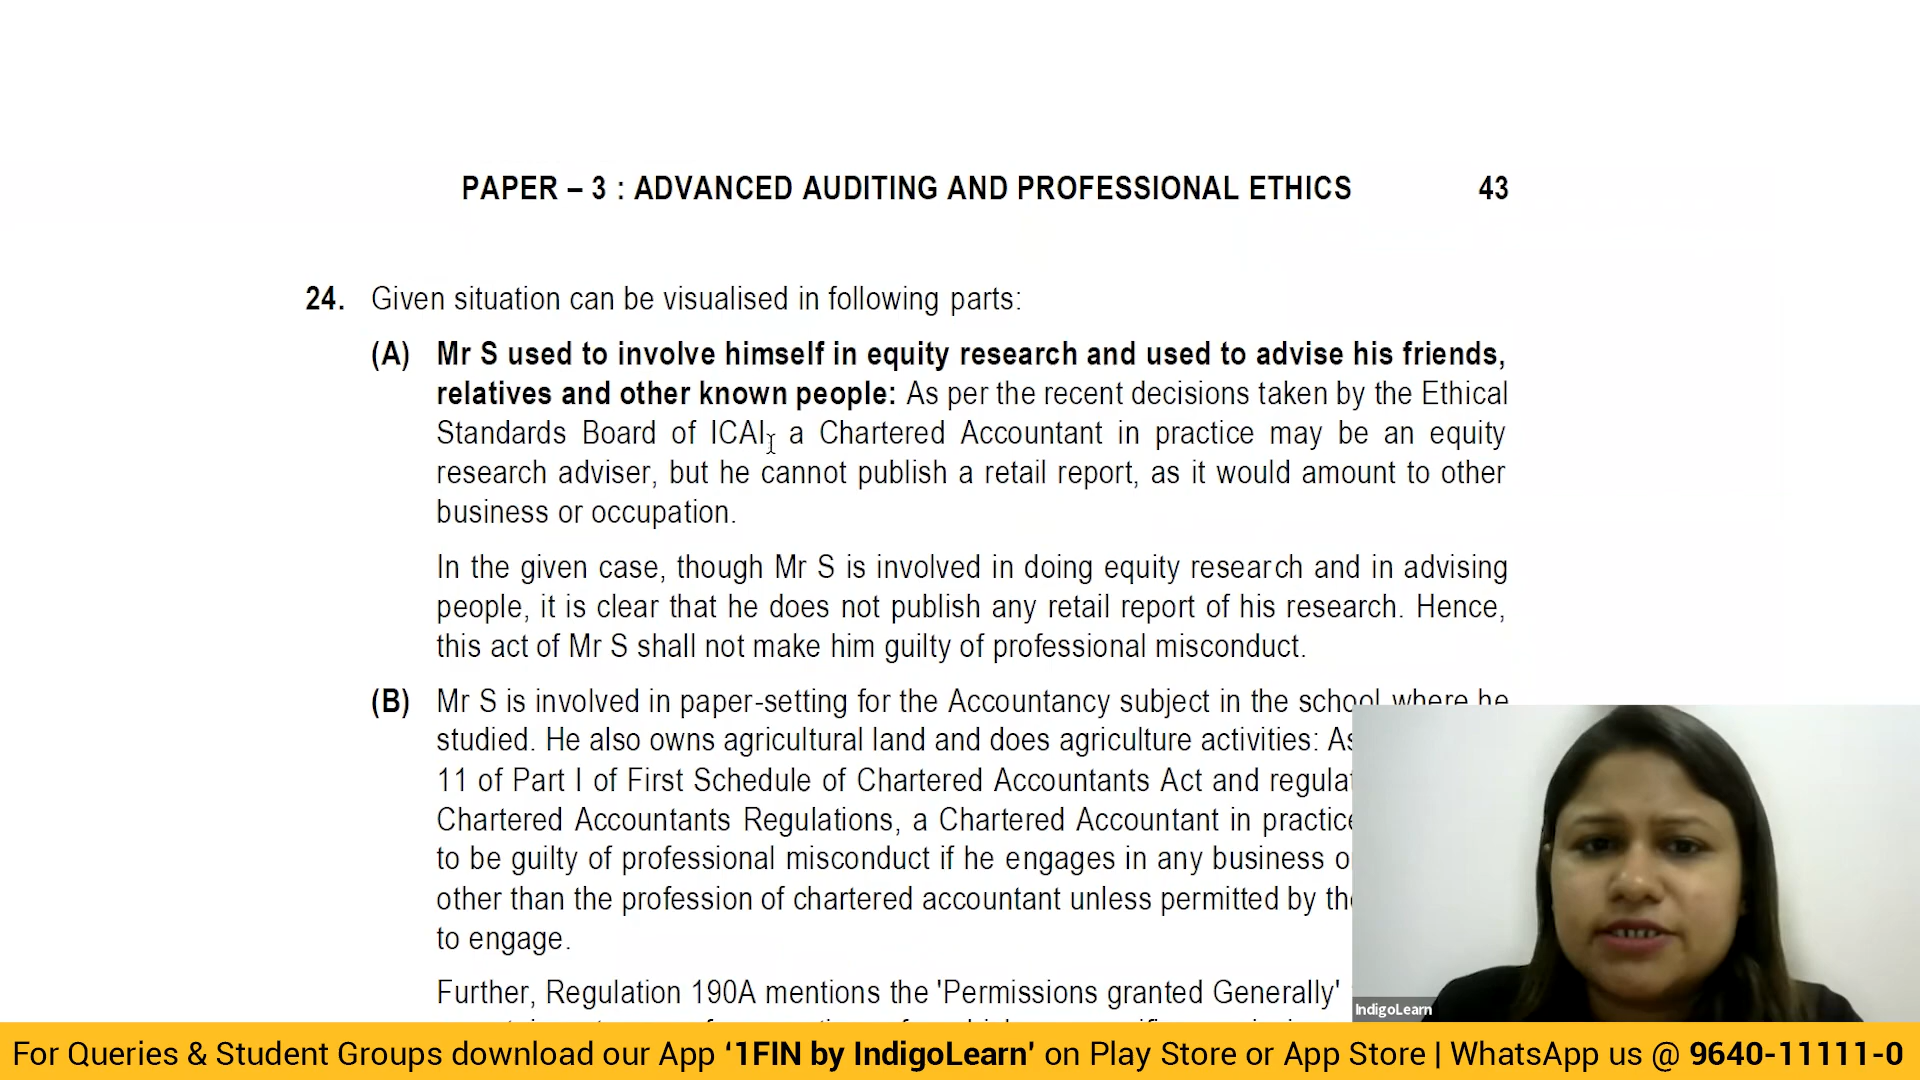 PAPER – 3 : ADVANCED AUDITING AND PROFESSIONAL ETHICS 43
24. Given situation can be visualised in following parts:
(A) Mr S used to involve himself in equity research and used to advise his friends,
relatives and other known people: As per the recent decisions taken by the Ethical
Standards Board of ICAI, a Chartered Accountant in practice may be an equity
research adviser, but he cannot publish a retail report, as it would amount to other
business or occupation.
In the given case, though Mr S is involved in doing equity research and in advising
people, it is clear that he does not publish any retail report of his research. Hence,
this act of Mr S shall not make him guilty of professional misconduct.
(B) Mr S is involved in paper-setting for the Accountancy subject in the school where he
studied. He also owns agricultural land and does agriculture activities: As
11 of Part I of First Schedule of Chartered Accountants Act and
Chartered Accountants Regulations, a Chartered Accountant in practice
to be guilty of professional misconduct if he engages in any business
other than the profession of chartered accountant unless permitted by
to engage.
Further, Regulation 190A mentions the 'Permissions granted Generally'
IndigoLearn
For Queries & Student Groups download our App ‘1FIN by IndigoLearn' on Play Store or App Store | WhatsApp us @ 9640-11111-0